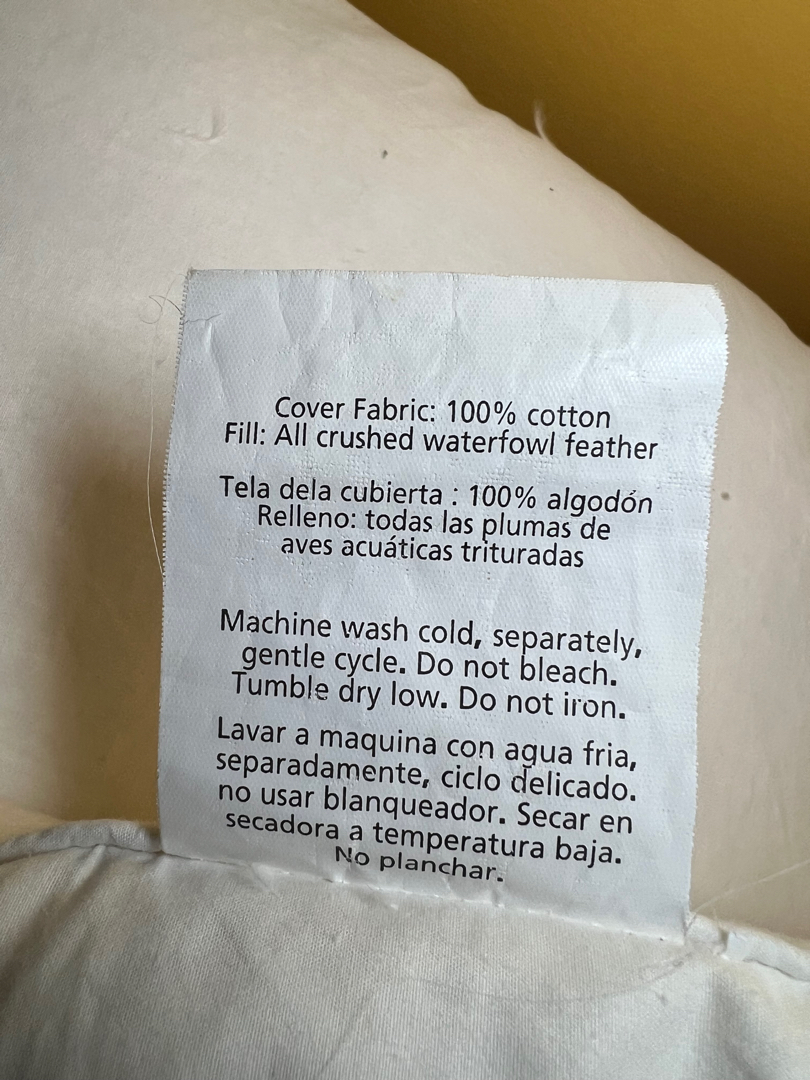 Cover Fabric: 100% cotton
Fill: All crushed waterfowl feather
Tela dela cubierta : 100% algodón
Relleno: todas las plumas de
aves acuáticas trituradas
Machine wash cold, separately,
gentle cycle. Do not bleach.
Tumble dry low. Do not iron.
Lavar a maquina con agua fria,
separadamente, ciclo delicado.
no usar blanqueador. Secar en
secadora a temperatura baja.
No planchar.